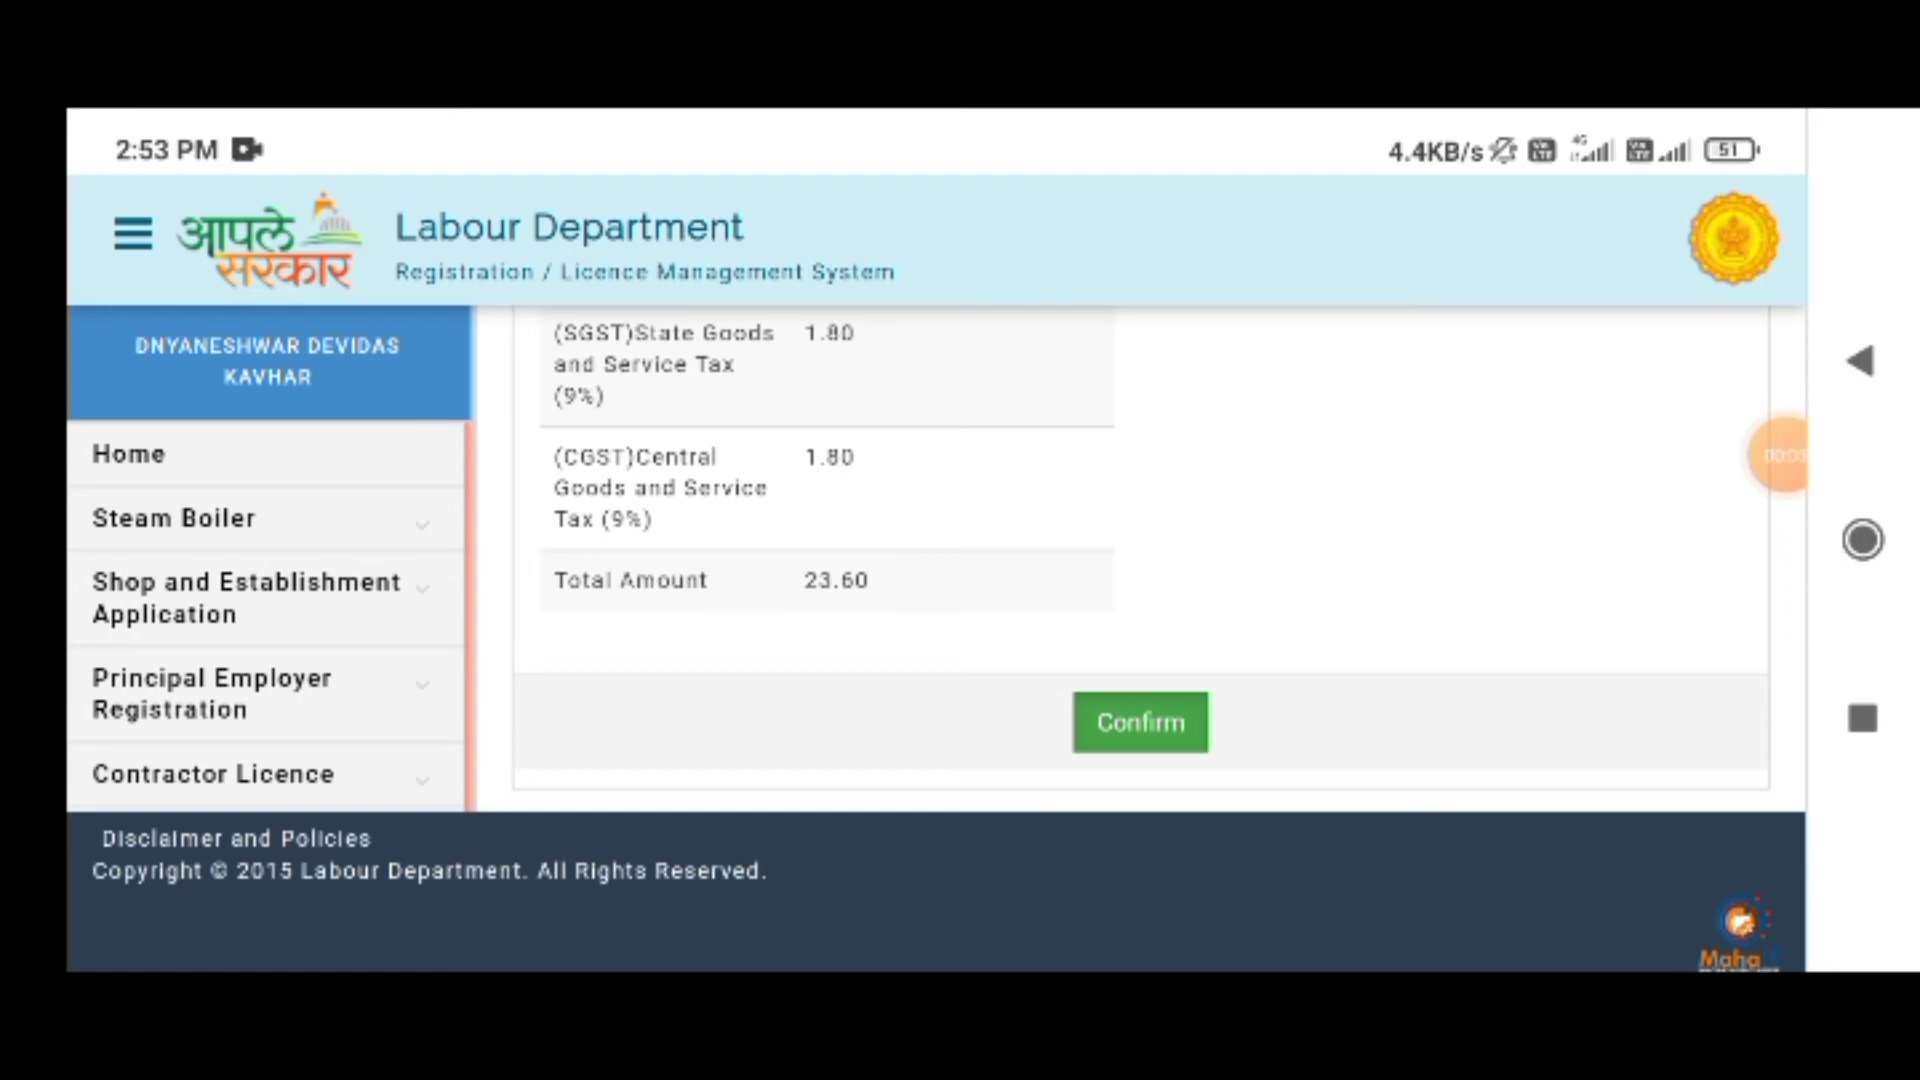 2:53 PM
4.4KB/s
4G
51
आपले
सरकार
Labour Department
Registration / Licence Management System
DNYANESHWAR DEVIDAS
KAVHAR
Home
Steam Boiler
Shop and Establishment
Application
Principal Employer
Registration
Contractor Licence
(SGST)State Goods
and Service Tax
(9%)
1.80
(CGST)Central
Goods and Service
Tax (9%)
1.80
Total Amount
23.60
Confirm
Disclaimer and Policies
Copyright © 2015 Labour Department. All Rights Reserved.
Maha